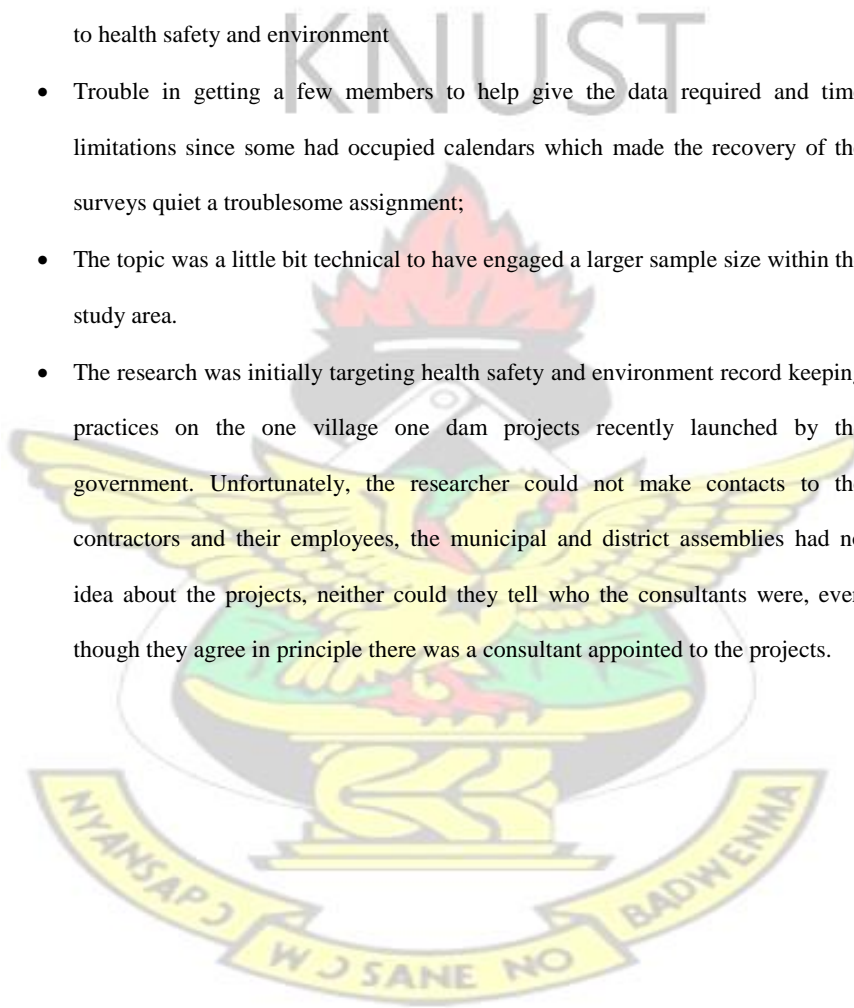 KNUST
to health safety and environment
• Trouble in getting a few members to help give the data required and tim
limitations since some had occupied calendars which made the recovery of th
surveys quiet a troublesome assignment;
• The topic was a little bit technical to have engaged a larger sample size within th
study area.
• The research was initially targeting health safety and environment record keepin
practices on the one village one dam projects recently launched by th
government. Unfortunately, the researcher could not make contacts to th
contractors and their employees, the municipal and district assemblies had n
idea about the projects, neither could they tell who the consultants were, eve
though they agree in principle there was a consultant appointed to the projects.
NYANSAPƆ WƆSANE NO BADWENMA